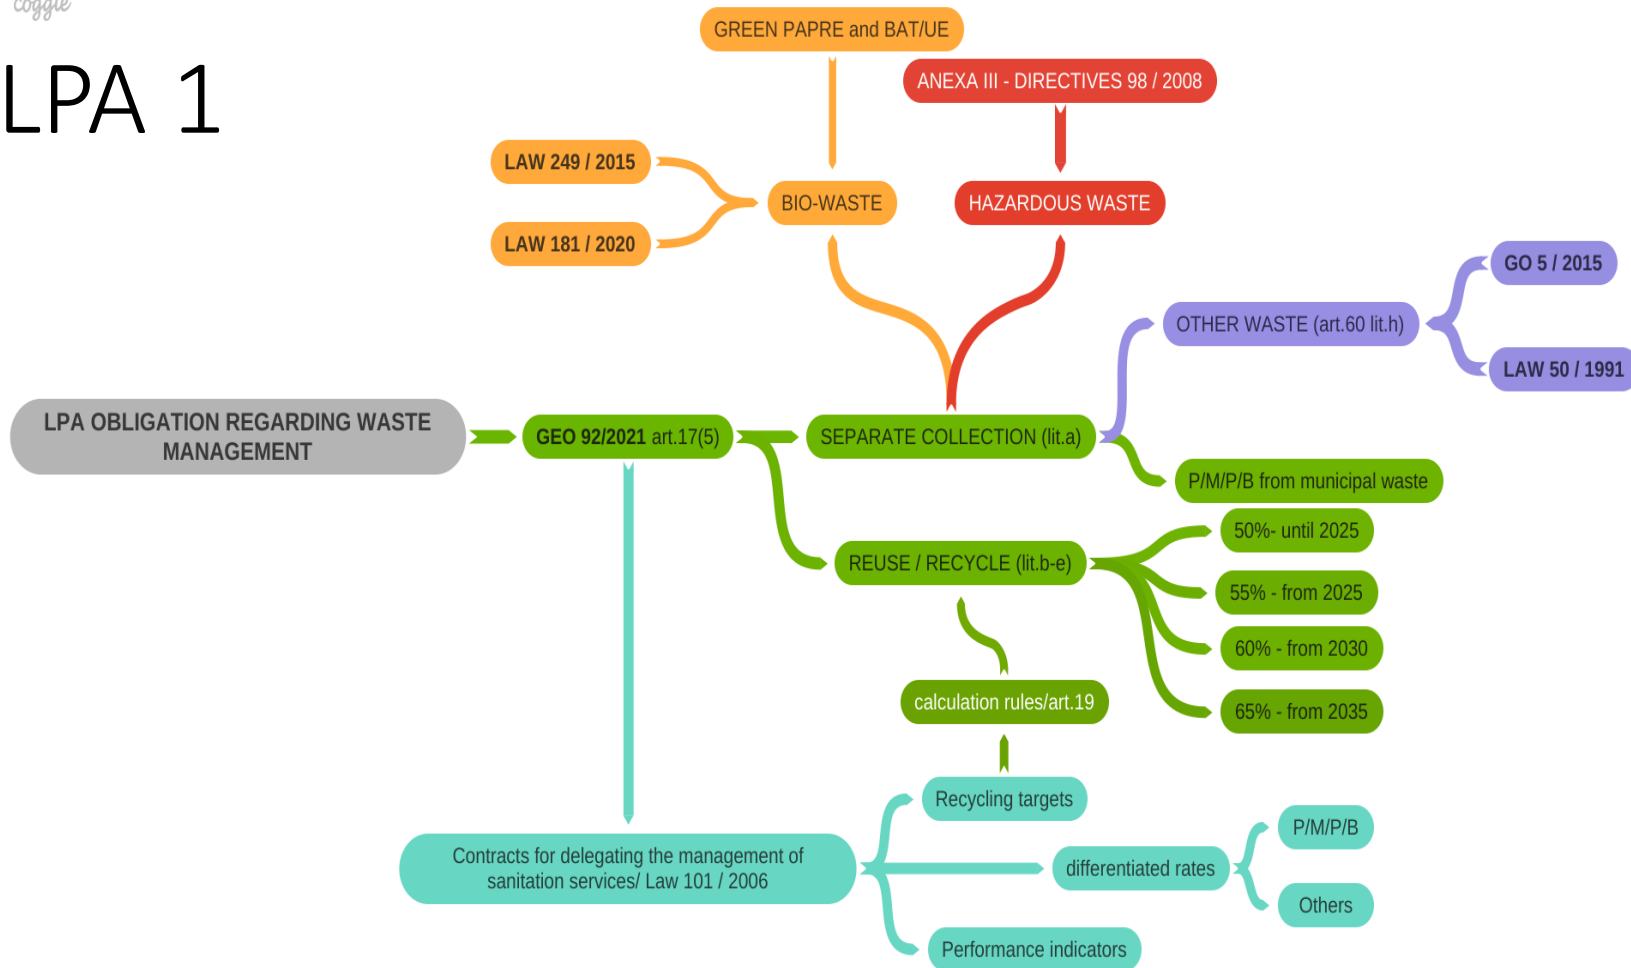 coggle
LPA 1
GREEN PAPRE and BAT/UE
ANEXA III - DIRECTIVES 98 / 2008
LAW 249 / 2015
BIO-WASTE
HAZARDOUS WASTE
LAW 181 / 2020
GO 5 / 2015
OTHER WASTE (art.60 lit.h)
LAW 50 / 1991
LPA OBLIGATION REGARDING WASTE
MANAGEMENT
GEO 92/2021 art.17(5)
SEPARATE COLLECTION (lit.a)
P/M/P/B from municipal waste
50%- until 2025
REUSE / RECYCLE (lit.b-e)
55% - from 2025
60% - from 2030
calculation rules/art.19
65% - from 2035
Recycling targets
P/M/P/B
Contracts for delegating the management of
sanitation services/ Law 101 / 2006
differentiated rates
Others
Performance indicators